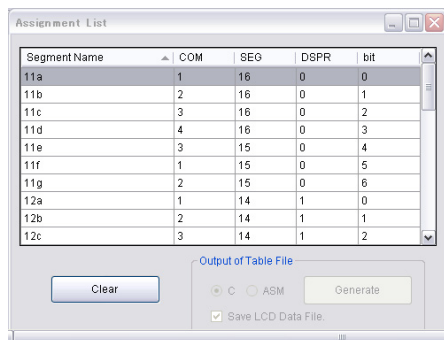 Assignment List
Segment Name COM SEG DSPR bit
11a 1 16 0 0
11b 2 16 0 1
11c 3 16 0 2
11d 4 16 0 3
11e 3 15 0 4
11f 1 15 0 5
11g 2 15 0 6
12a 1 14 1 0
12b 2 14 1 1
12c 3 14 1 2
Output of Table File
Clear
C ASM Generate
Save LCD Data File.